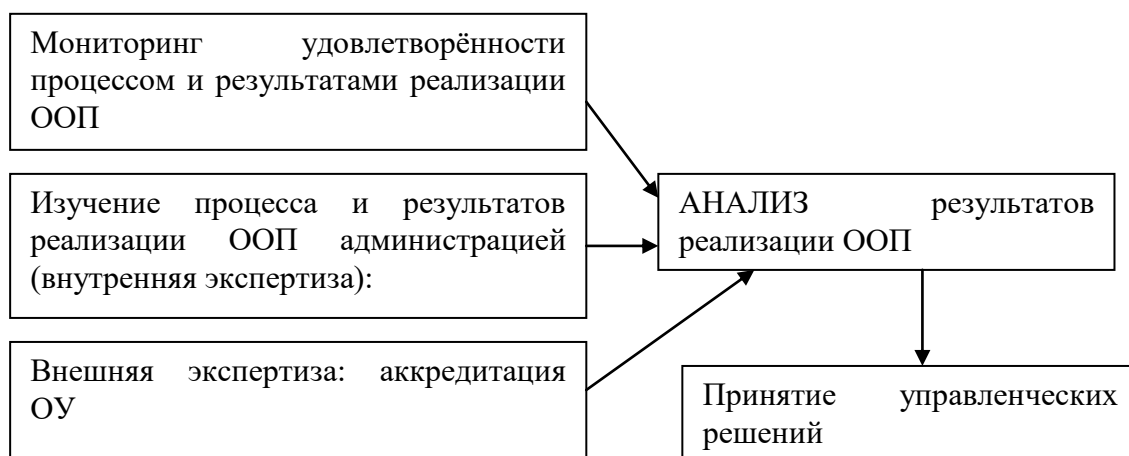 Мониторинг удовлетворённости
процессом и результатами реализации
ООП
Изучение процесса и результатов
реализации ООП администрацией
(внутренняя экспертиза):
Внешняя экспертиза: аккредитация
ОУ
АНАЛИЗ результатов
реализации ООП
Принятие управленческих
решений